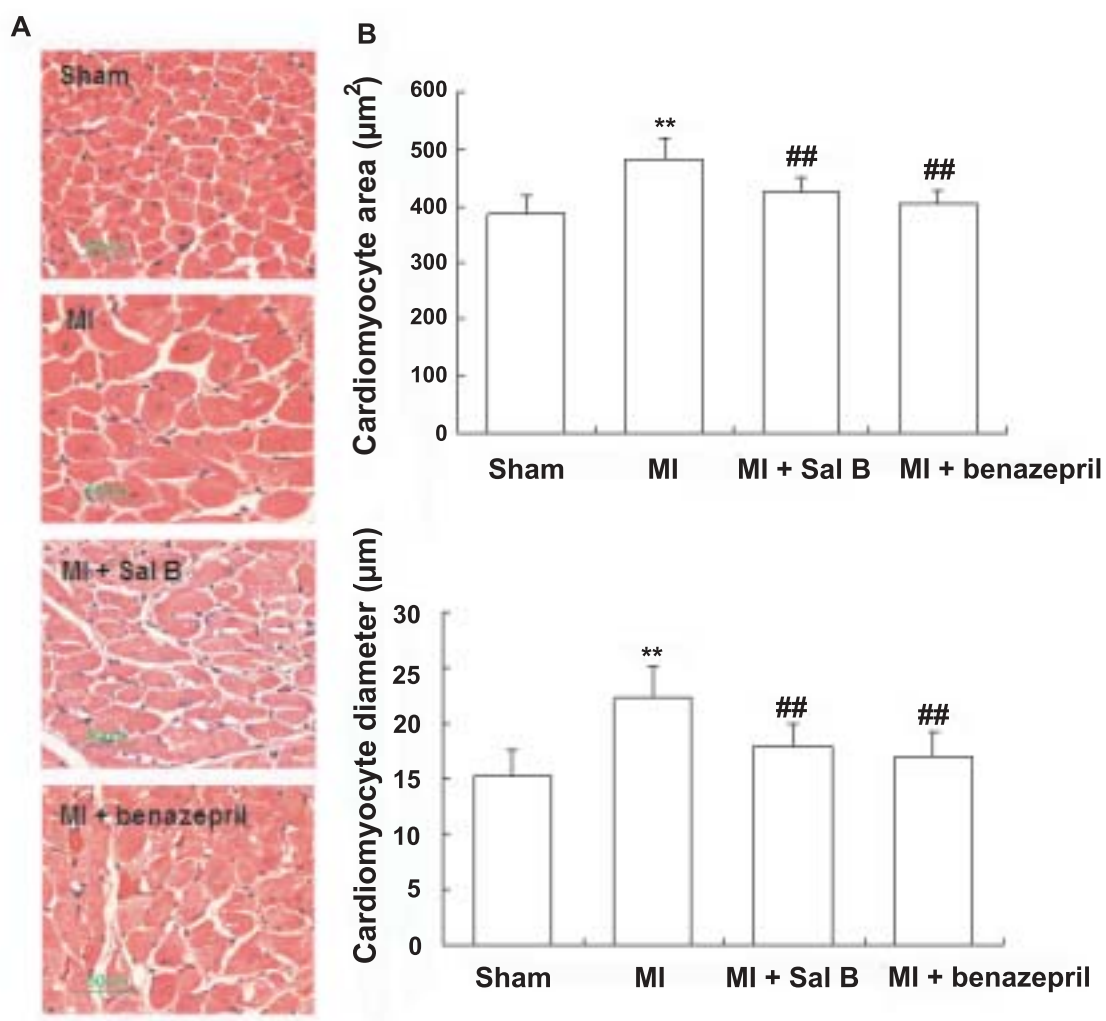 A
Sham
MI
MI + Sal B
MI + benazepril
50µm
B
Cardiomyocyte area (µm²)
600
500
400
300
200
100
0
**
##
##
Sham
MI
MI + Sal B
MI + benazepril
Cardiomyocyte diameter (µm)
30
25
20
15
10
5
0
**
##
##
Sham
MI
MI + Sal B
MI + benazepril